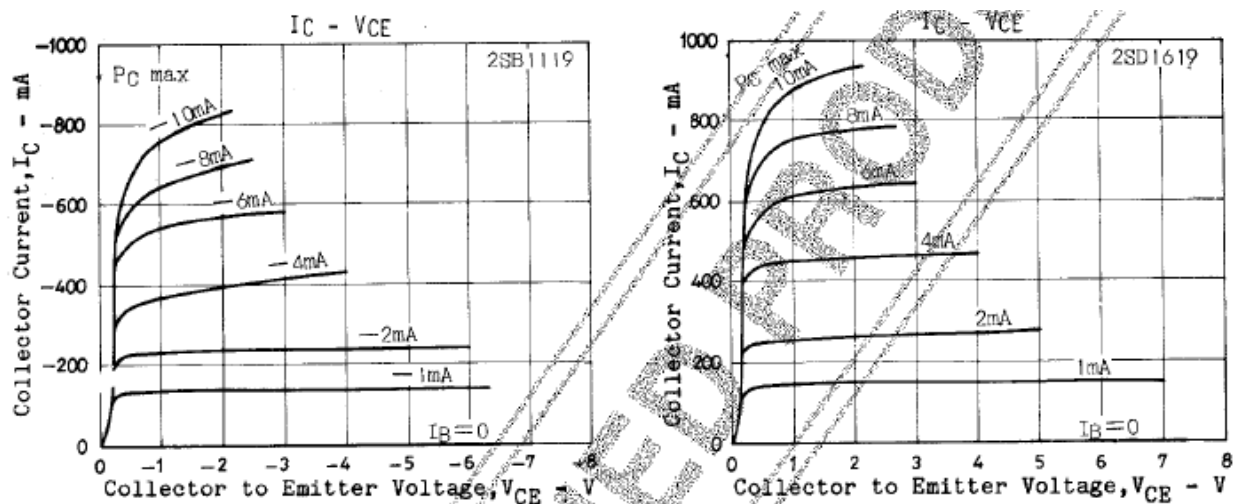 IC - VCE
2SB1119
PC max
-1000
-800
-600
-400
-200
0
Collector Current, IC - mA
-10mA
-8mA
-6mA
-4mA
-2mA
-1mA
IB=0
0 -1 -2 -3 -4 -5 -6 -7 -8
Collector to Emitter Voltage, VCE - V
IC - VCE
2SD1619
PC max
1000
800
600
400
200
0
Collector Current, IC - mA
10mA
8mA
6mA
4mA
2mA
1mA
IB=0
0 1 2 3 4 5 6 7 8
Collector to Emitter Voltage, VCE - V
ED PROD